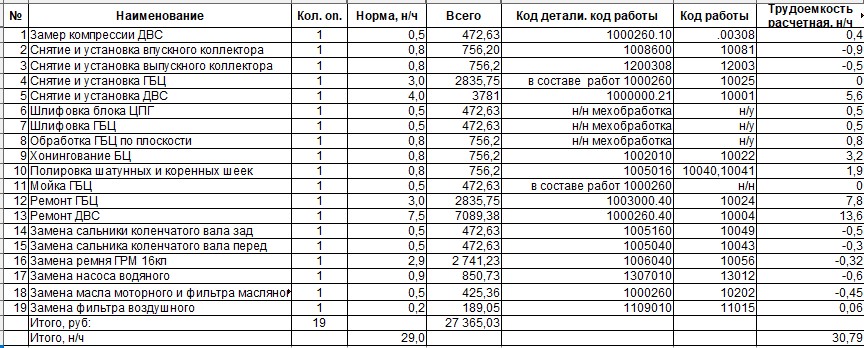 № Наименование Кол. оп. Норма, н/ч Всего Код детали. код работы Код работы Трудоемкость расчетная, н/ч
1 Замер компрессии ДВС 1 0,5 472,63 1000260.10 .00308 0,4
2 Снятие и установка впускного коллектора 1 0,8 756,20 1008600 10081 -0,9
3 Снятие и установка выпускного коллектора 1 0,8 756,2 1200308 12003 -0,5
4 Снятие и установка ГБЦ 1 3,0 2835,75 в составе работ 1000260 10025 0
5 Снятие и установка ДВС 1 4,0 3781 1000000.21 10001 5,6
6 Шлифовка блока ЦПГ 1 0,5 472,63 н/н мехобработка н/у 0,5
7 Шлифовка ГБЦ 1 0,5 472,63 н/н мехобработка н/у 0,5
8 Обработка ГБЦ по плоскости 1 0,8 756,2 н/н мехобработка н/у 0,8
9 Хонингование БЦ 1 0,8 756,2 1002010 10022 3,2
10 Полировка шатунных и коренных шеек 1 0,8 756,2 1005016 10040,10041 1,9
11 Мойка ГБЦ 1 0,5 472,63 в составе работ 1000260 н/н 0
12 Ремонт ГБЦ 1 3,0 2835,75 1003000.40 10024 7,8
13 Ремонт ДВС 1 7,5 7089,38 1000260.40 10004 13,6
14 Замена сальники коленчатого вала зад 1 0,5 472,63 1005160 10049 -0,5
15 Замена сальника коленчатого вала перед 1 0,5 472,63 1005040 10043 -0,3
16 Замена ремня ГРМ 16кл 1 2,9 2 741,23 1006040 10056 -0,32
17 Замена насоса водяного 1 0,9 850,73 1307010 13012 -0,6
18 Замена масла моторного и фильтра масляно 1 0,5 425,36 1000260 10202 -0,45
19 Замена фильтра воздушного 1 0,2 189,05 1109010 11015 0,06
Итого, руб: 19 27 365,03
Итого, н/ч 29,0 30,79